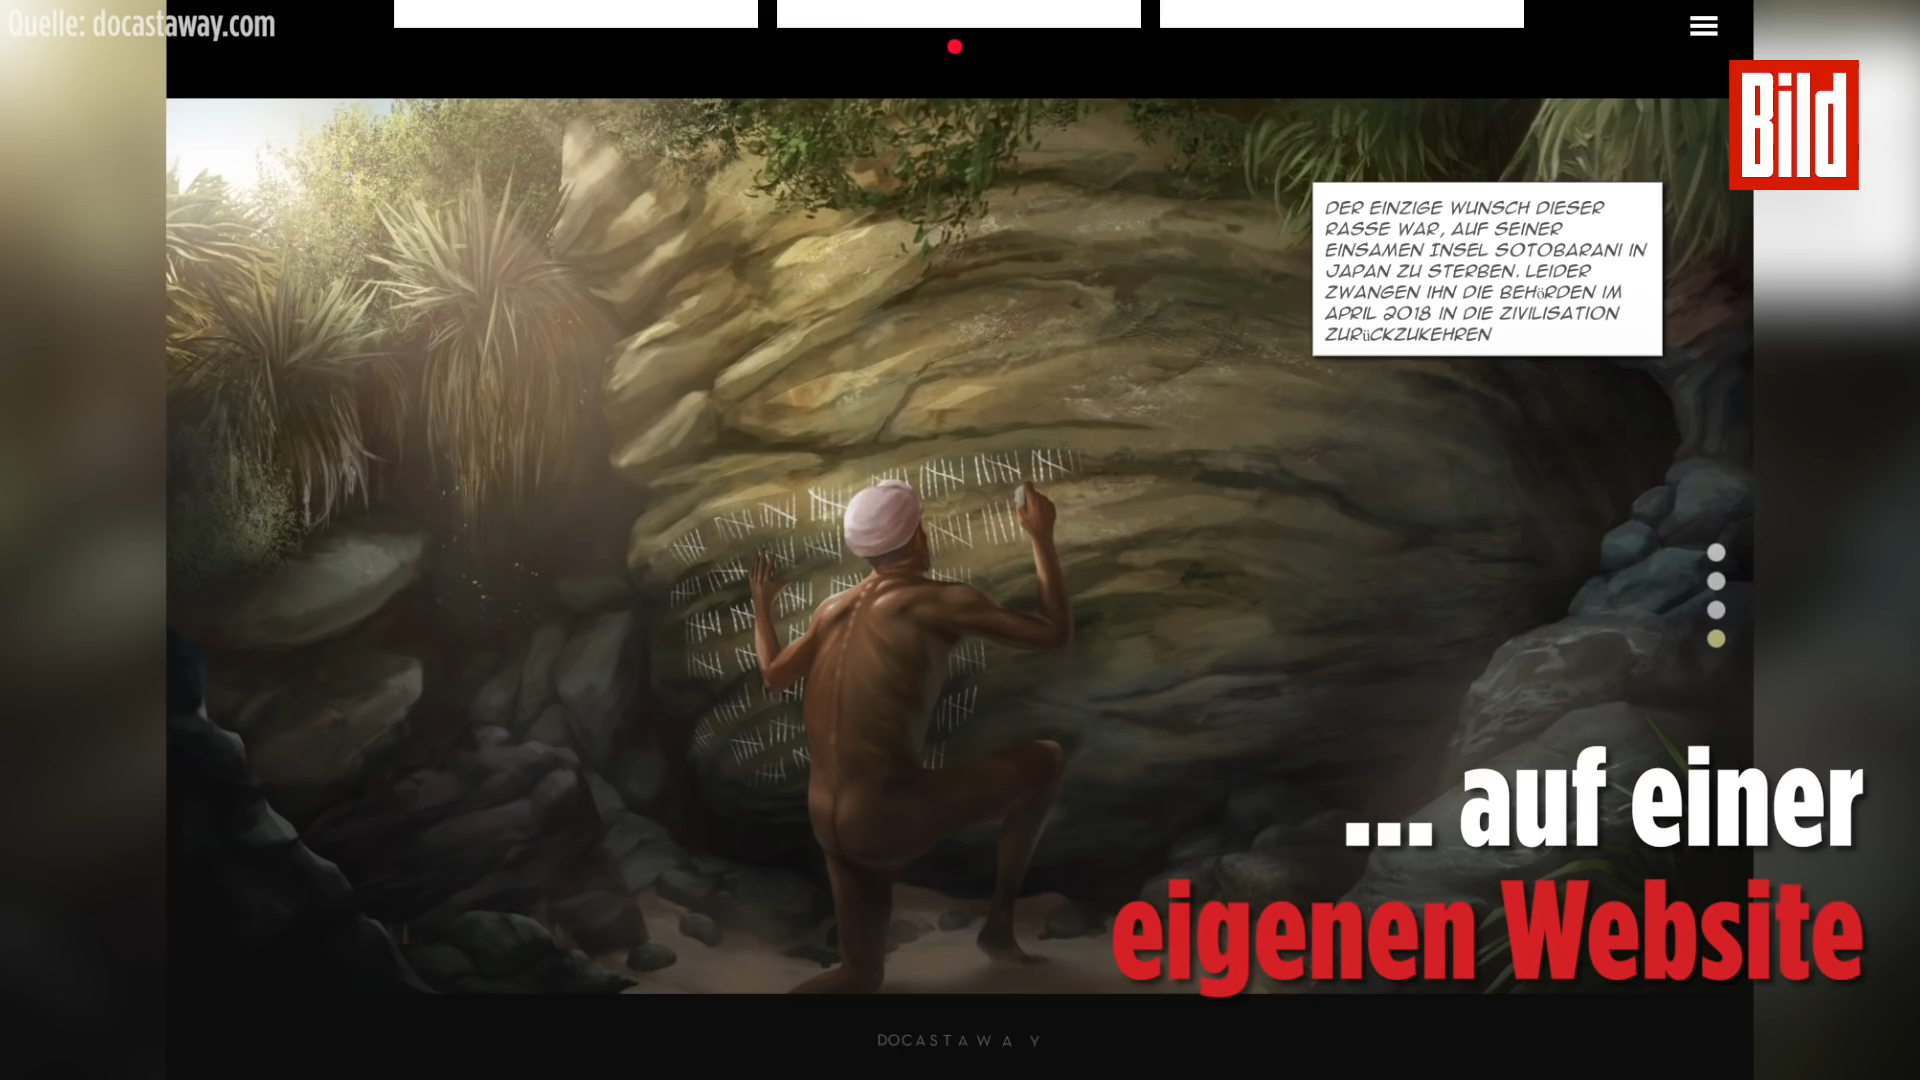 Quelle: docastaway.com
Bild
DER EINZIGE WUNSCH DIESER
RASSE WAR, AUF SEINER
EINSAMEN INSEL SOTOBARANI IN
JAPAN ZU STERBEN. LEIDER
ZWANGEN IHN DIE BEHÖRDEN IM
APRIL 2018 IN DIE ZIVILISATION
ZURÜCKZUKEHREN
... auf einer
eigenen Website
DOCASTAWAY